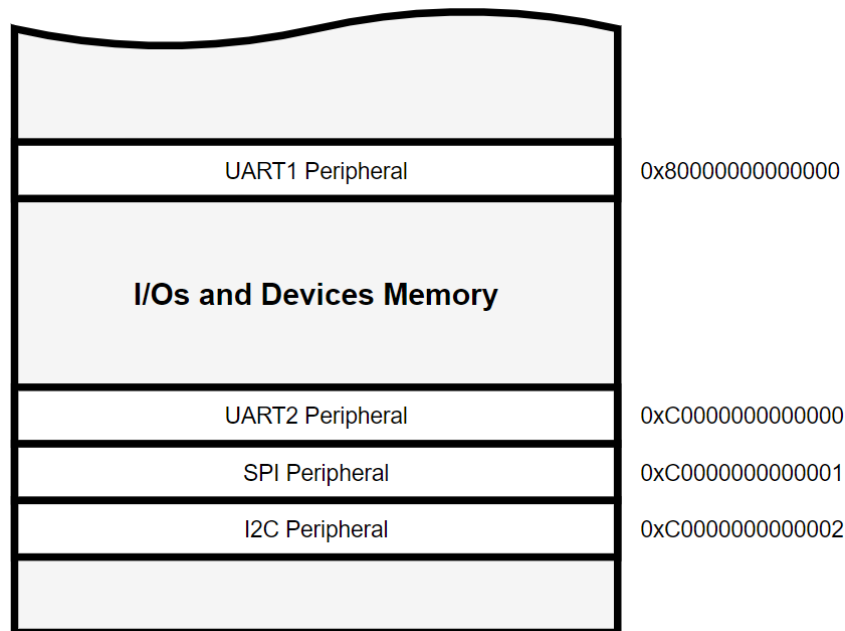 UART1 Peripheral 0x80000000000000
I/Os and Devices Memory
UART2 Peripheral 0xC0000000000000
SPI Peripheral 0xC0000000000001
I2C Peripheral 0xC0000000000002